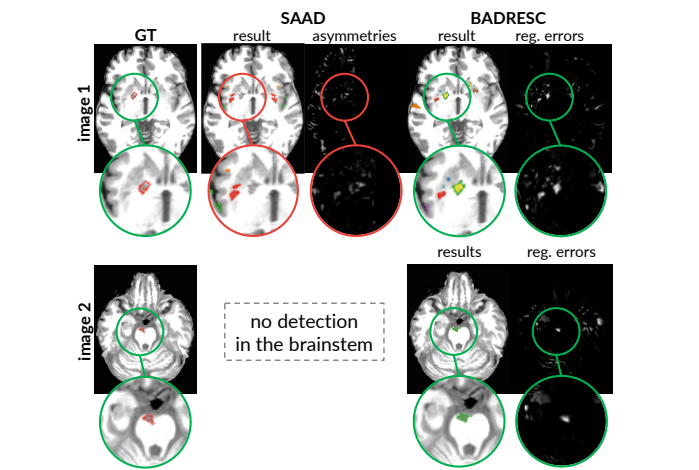 SAAD
BADRESC
GT
result
asymmetries
result
reg. errors
image 1
results
reg. errors
image 2
no detection
in the brainstem